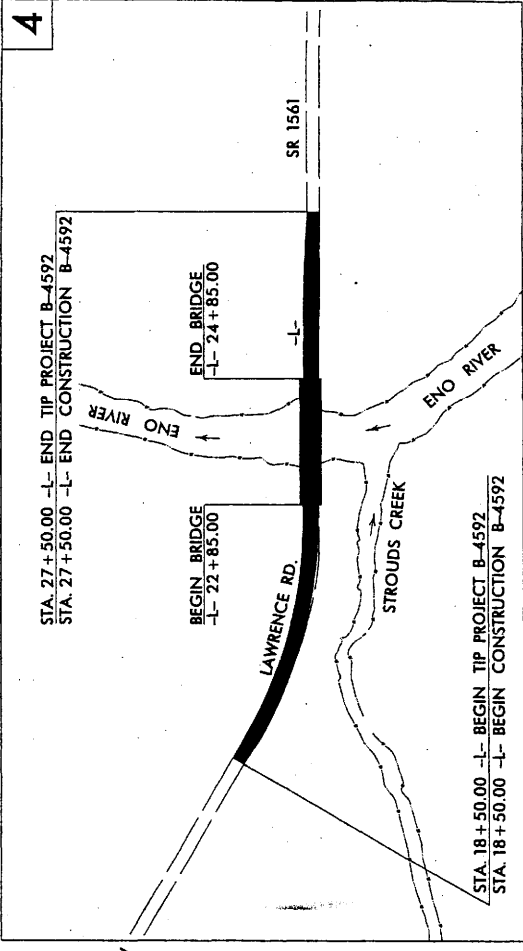 4
STA. 27+50.00 -L- END TIP PROJECT B-4592
STA. 27+50.00 -L- END CONSTRUCTION B-4592
BEGIN BRIDGE
-L- 22+85.00
END BRIDGE
-L- 24+85.00
ENO RIVER
LAWRENCE RD.
-L-
SR 1561
STROUDS CREEK
ENO RIVER
STA. 18+50.00 -L- BEGIN TIP PROJECT B-4592
STA. 18+50.00 -L- BEGIN CONSTRUCTION B-4592